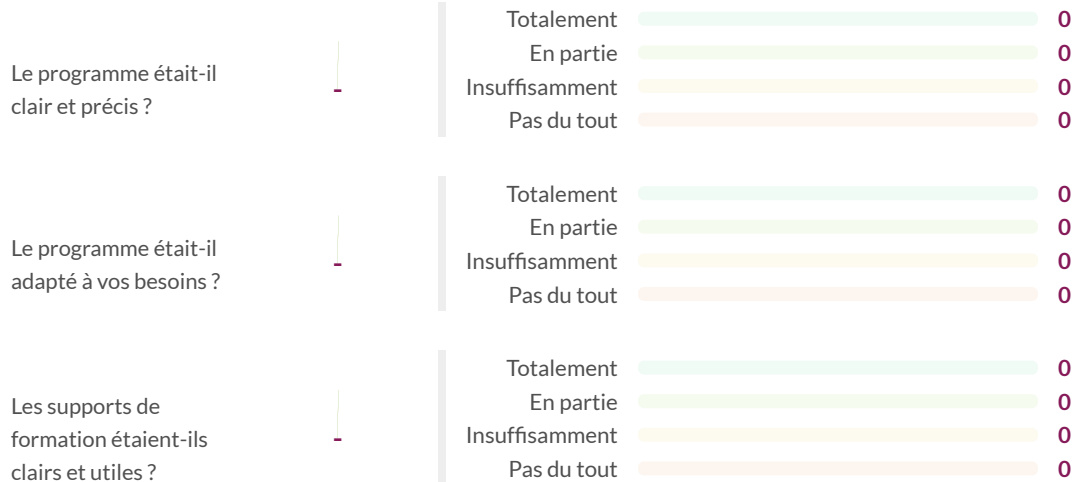 Le programme était-il
clair et précis ?
-
Totalement 0
En partie 0
Insuffisamment 0
Pas du tout 0
Le programme était-il
adapté à vos besoins ?
-
Totalement 0
En partie 0
Insuffisamment 0
Pas du tout 0
Les supports de
formation étaient-ils
clairs et utiles ?
-
Totalement 0
En partie 0
Insuffisamment 0
Pas du tout 0